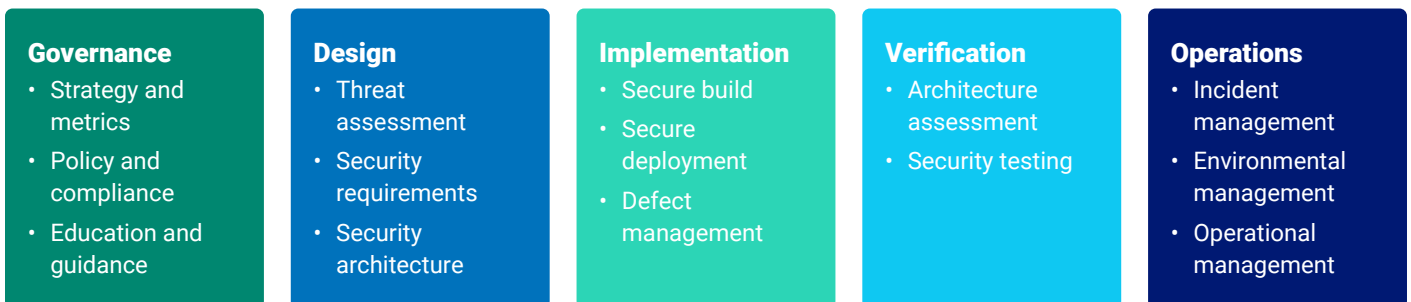 Governance
• Strategy and
metrics
• Policy and
compliance
• Education and
guidance
Design
• Threat
assessment
• Security
requirements
• Security
architecture
Implementation
• Secure build
• Secure
deployment
• Defect
management
Verification
• Architecture
assessment
• Security testing
Operations
• Incident
management
• Environmental
management
• Operational
management